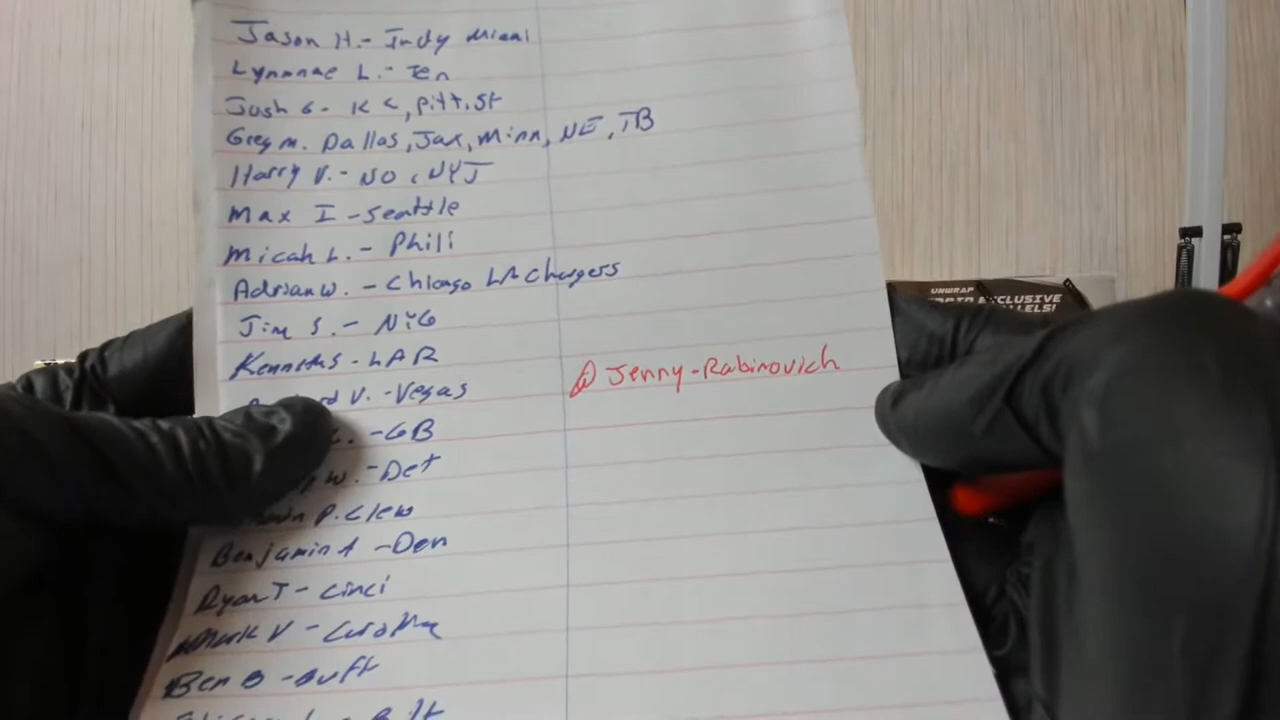 Jason H.- Indy Miami
Lynnnae L.- Ten
Josh G- KC, Pitt, St
Greg M. Dallas, Jax, Minn, NE, TB
Harry V.- NO, NYJ
Max I - Seattle
Micah L. - Phili
Adrian W. - Chicago LA Chargers
Jim S. - NYG
Kenneth S - LAR
@Jenny-Rabinovich
V. - Vegas
. - GB
W. - Det
P. Clew
Benjamin A - Den
Ryan T - Cinci
Mark V - Carolina
Ben B - Buff
UNWRAP
EXCLUSIVE